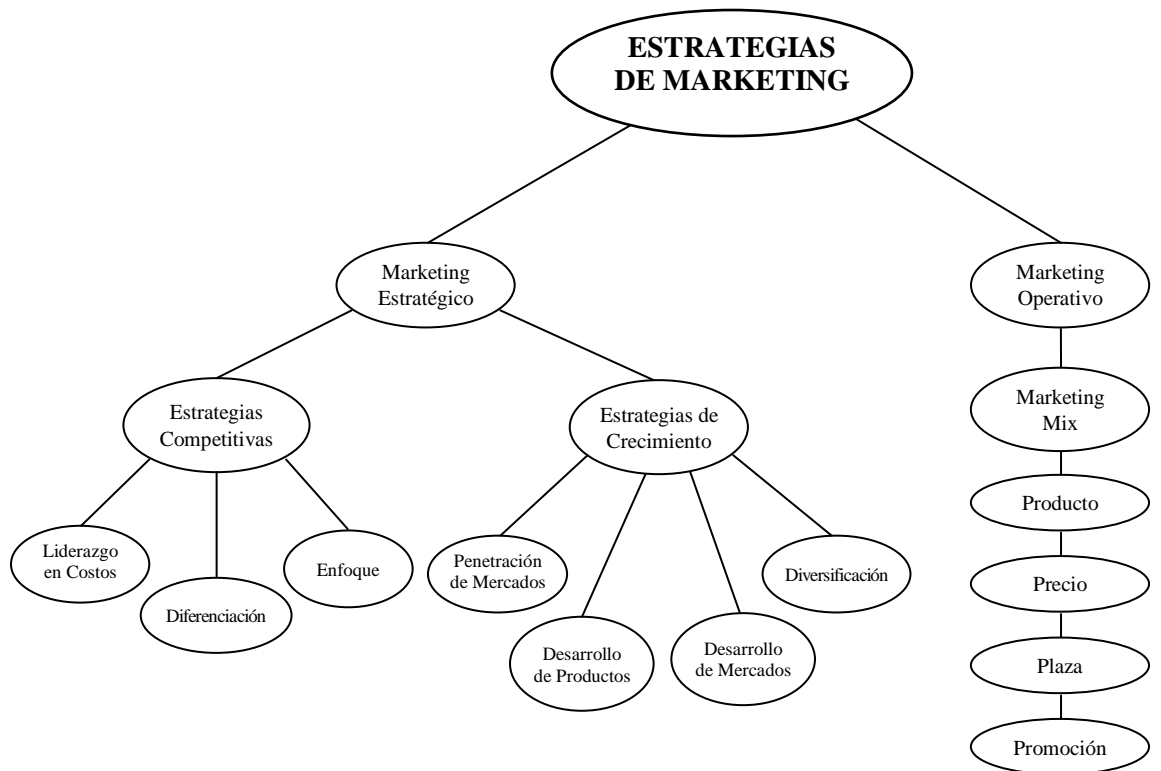 ESTRATEGIAS
DE MARKETING
Marketing
Estratégico
Marketing
Operativo
Estrategias
Competitivas
Estrategias de
Crecimiento
Marketing
Mix
Liderazgo
en Costos
Diferenciación
Enfoque
Penetración
de Mercados
Desarrollo
de Productos
Desarrollo
de Mercados
Diversificación
Producto
Precio
Plaza
Promoción